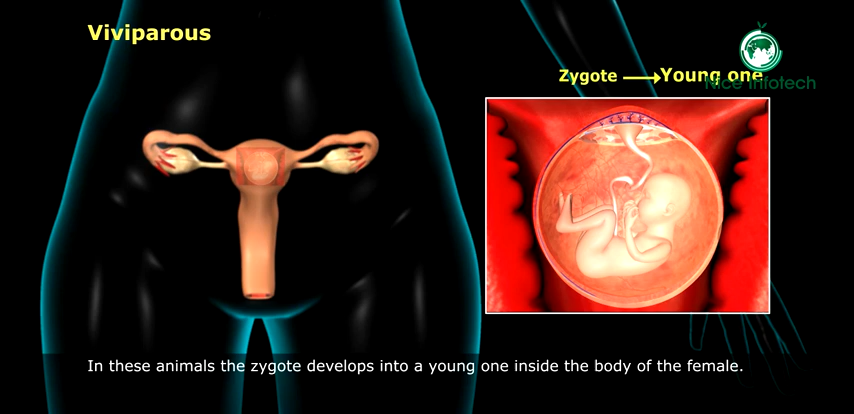 Viviparous
Zygote → Young one
Nice Infotech
In these animals the zygote develops into a young one inside the body of the female.